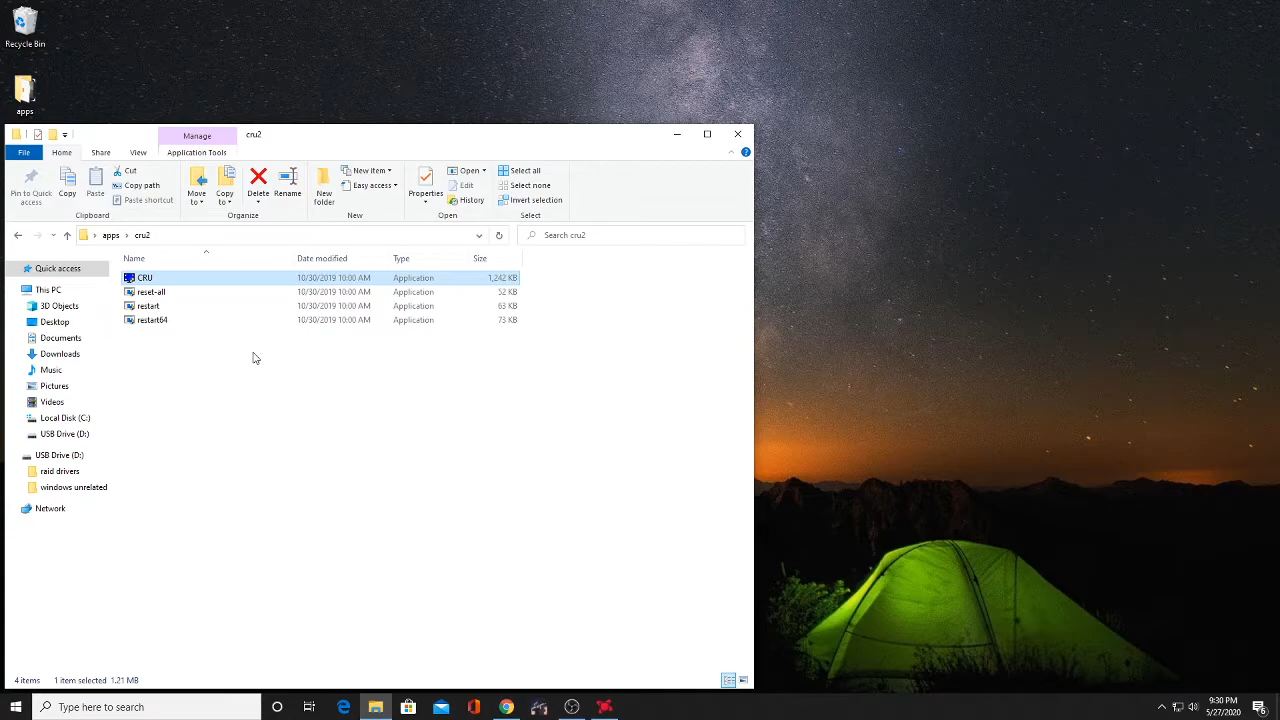 Recycle Bin
apps
Manage
cru2
File
Home
Share
View
Application Tools
Pin to Quick access
Copy
Paste
Cut
Copy path
Paste shortcut
Clipboard
Move to
Copy to
Delete
Rename
Organize
New folder
New item
Easy access
New
Properties
Open
Edit
History
Open
Select all
Select none
Invert selection
Select
apps
cru2
Search cru2
Name
Date modified
Type
Size
Quick access
This PC
3D Objects
Desktop
Documents
Downloads
Music
Pictures
Videos
Local Disk (C:)
USB Drive (D:)
USB Drive (D:)
raid drivers
windows unrelated
Network
CRU 10/30/2019 10:00 AM Application 1,242 KB
reset-all 10/30/2019 10:00 AM Application 52 KB
restart 10/30/2019 10:00 AM Application 63 KB
restart64 10/30/2019 10:00 AM Application 73 KB
4 items 1 item selected 1.21 MB
Type here to search
9:30 PM
5/27/2020